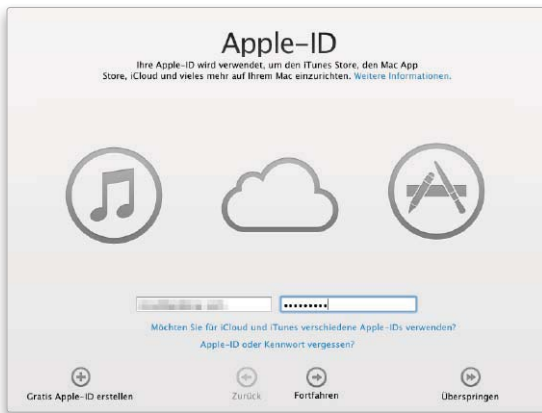 Apple-ID
Ihre Apple-ID wird verwendet, um den iTunes Store, den Mac App
Store, iCloud und vieles mehr auf Ihrem Mac einzurichten. Weitere Informationen.
•••••••••
Möchten Sie für iCloud und iTunes verschiedene Apple-IDs verwenden?
Apple-ID oder Kennwort vergessen?
Gratis Apple-ID erstellen
Zurück
Fortfahren
Überspringen